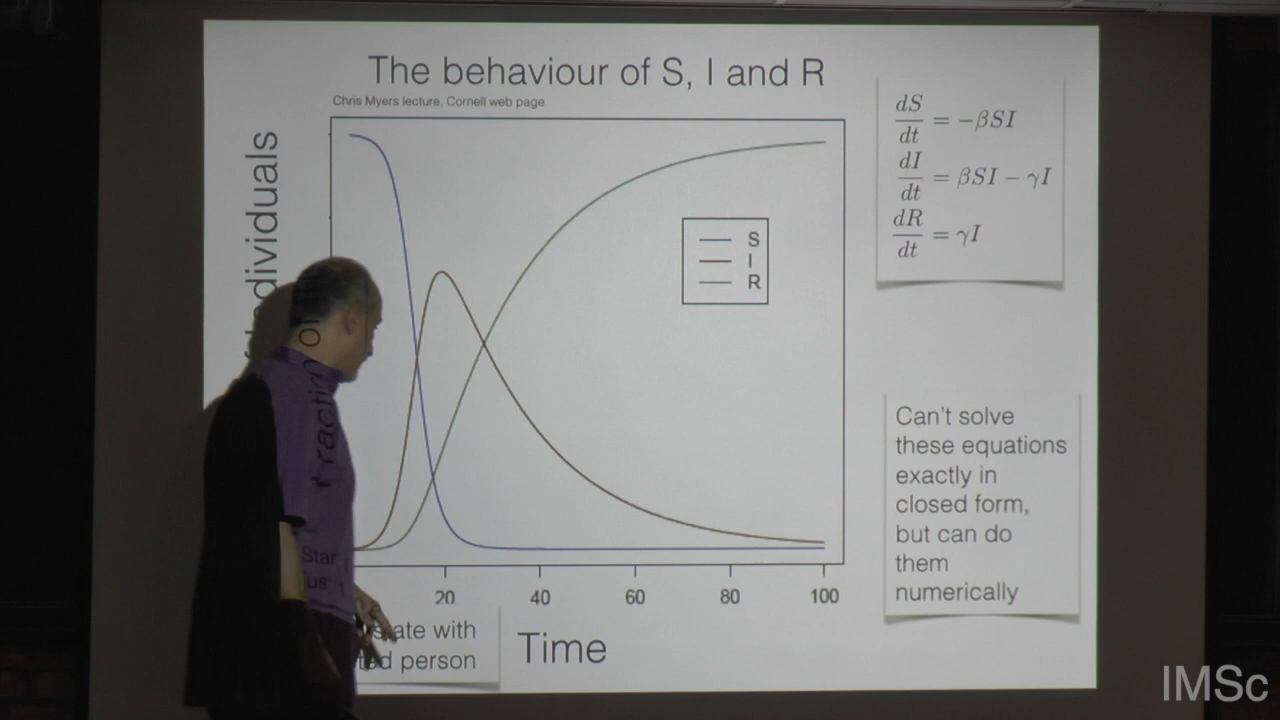 The behaviour of S, I and R
Chris Myers lecture, Cornell web page
dS/dt = −βSI
dI/dt = βSI − γI
dR/dt = γI
S
I
R
Can't solve
these equations
exactly in
closed form,
but can do
them
numerically
20 40 60 80 100
Time
with
person
IMSc